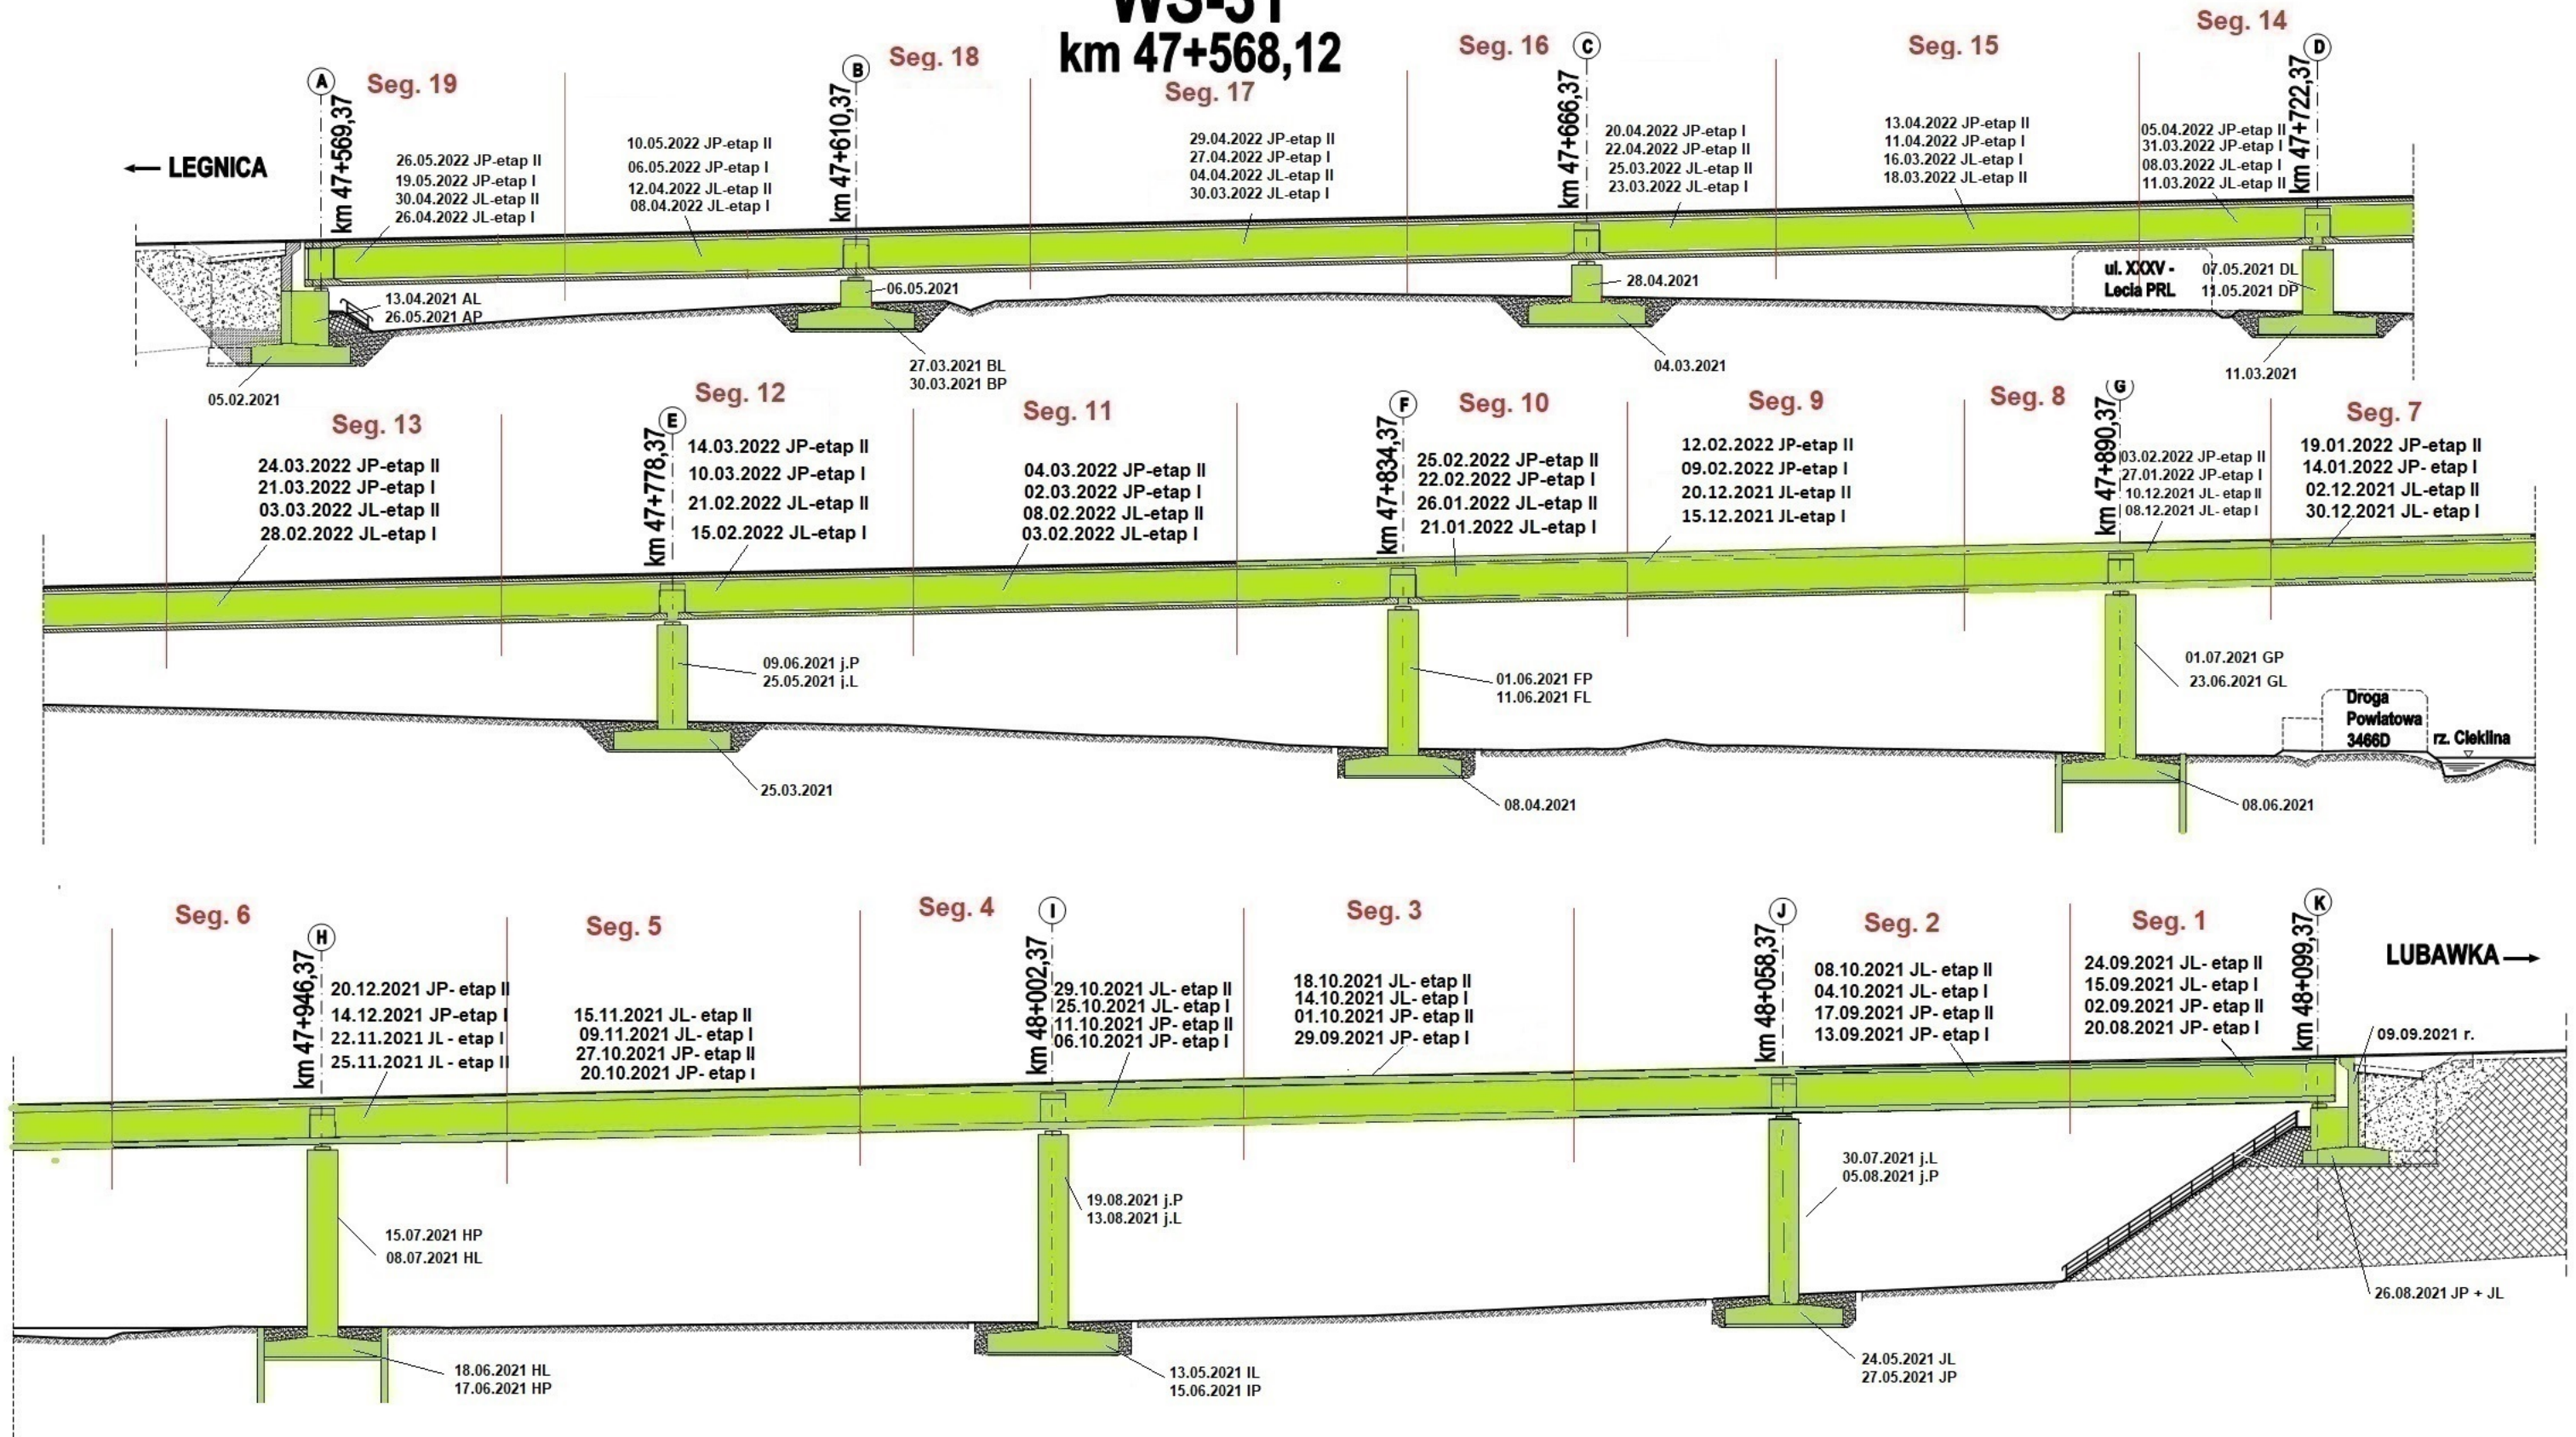 WS-31
km 47+568,12
Seg. 19
Seg. 18
Seg. 17
Seg. 16
Seg. 15
Seg. 14
A
B
C
D
km 47+569,37
km 47+610,37
km 47+666,37
km 47+722,37
← LEGNICA
26.05.2022 JP-etap II
19.05.2022 JP-etap I
30.04.2022 JL-etap II
26.04.2022 JL-etap I
10.05.2022 JP-etap II
06.05.2022 JP-etap I
12.04.2022 JL-etap II
08.04.2022 JL-etap I
29.04.2022 JP-etap II
27.04.2022 JP-etap I
04.04.2022 JL-etap II
30.03.2022 JL-etap I
20.04.2022 JP-etap I
22.04.2022 JP-etap II
25.03.2022 JL-etap II
23.03.2022 JL-etap I
13.04.2022 JP-etap II
11.04.2022 JP-etap I
16.03.2022 JL-etap I
18.03.2022 JL-etap II
05.04.2022 JP-etap II
31.03.2022 JP-etap I
08.03.2022 JL-etap I
11.03.2022 JL-etap II
13.04.2021 AL
26.05.2021 AP
05.02.2021
06.05.2021
27.03.2021 BL
30.03.2021 BP
28.04.2021
04.03.2021
ul. XXXV -
Lecia PRL
07.05.2021 DL
11.05.2021 DP
11.03.2021
Seg. 13
Seg. 12
Seg. 11
Seg. 10
Seg. 9
Seg. 8
Seg. 7
E
F
G
km 47+778,37
km 47+834,37
km 47+890,37
24.03.2022 JP-etap II
21.03.2022 JP-etap I
03.03.2022 JL-etap II
28.02.2022 JL-etap I
14.03.2022 JP-etap II
10.03.2022 JP-etap I
21.02.2022 JL-etap II
15.02.2022 JL-etap I
04.03.2022 JP-etap II
02.03.2022 JP-etap I
08.02.2022 JL-etap II
03.02.2022 JL-etap I
25.02.2022 JP-etap II
22.02.2022 JP-etap I
26.01.2022 JL-etap II
21.01.2022 JL-etap I
12.02.2022 JP-etap II
09.02.2022 JP-etap I
20.12.2021 JL-etap II
15.12.2021 JL-etap I
03.02.2022 JP-etap II
27.01.2022 JP-etap I
10.12.2021 JL- etap II
08.12.2021 JL- etap I
19.01.2022 JP-etap II
14.01.2022 JP- etap I
02.12.2021 JL-etap II
30.12.2021 JL- etap I
09.06.2021 j.P
25.05.2021 j.L
25.03.2021
01.06.2021 FP
11.06.2021 FL
08.04.2021
01.07.2021 GP
23.06.2021 GL
08.06.2021
Droga
Powiatowa
3466D
rz. Cieklina
Seg. 6
Seg. 5
Seg. 4
Seg. 3
Seg. 2
Seg. 1
H
I
J
K
km 47+946,37
km 48+002,37
km 48+058,37
km 48+099,37
LUBAWKA →
20.12.2021 JP- etap II
14.12.2021 JP-etap I
22.11.2021 JL - etap I
25.11.2021 JL - etap II
15.11.2021 JL- etap II
09.11.2021 JL- etap I
27.10.2021 JP- etap II
20.10.2021 JP- etap I
29.10.2021 JL- etap II
25.10.2021 JL- etap I
11.10.2021 JP- etap II
06.10.2021 JP- etap I
18.10.2021 JL- etap II
14.10.2021 JL- etap I
01.10.2021 JP- etap II
29.09.2021 JP- etap I
08.10.2021 JL- etap II
04.10.2021 JL- etap I
17.09.2021 JP- etap II
13.09.2021 JP- etap I
24.09.2021 JL- etap II
15.09.2021 JL- etap I
02.09.2021 JP- etap II
20.08.2021 JP- etap I
09.09.2021 r.
15.07.2021 HP
08.07.2021 HL
18.06.2021 HL
17.06.2021 HP
19.08.2021 j.P
13.08.2021 j.L
13.05.2021 IL
15.06.2021 IP
30.07.2021 j.L
05.08.2021 j.P
24.05.2021 JL
27.05.2021 JP
26.08.2021 JP + JL